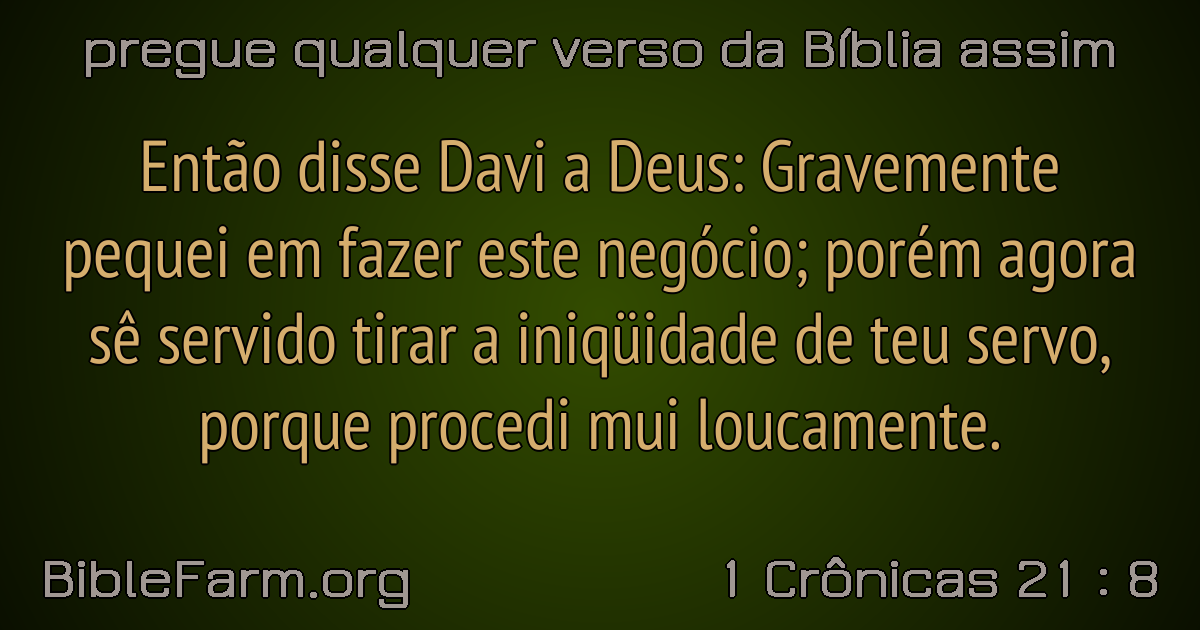 pregue qualquer verso da Bíblia assim
Então disse Davi a Deus: Gravemente
pequei em fazer este negócio; porém agora
sê servido tirar a iniqüidade de teu servo,
porque procedi mui loucamente.
BibleFarm.org
1 Crônicas 21 : 8